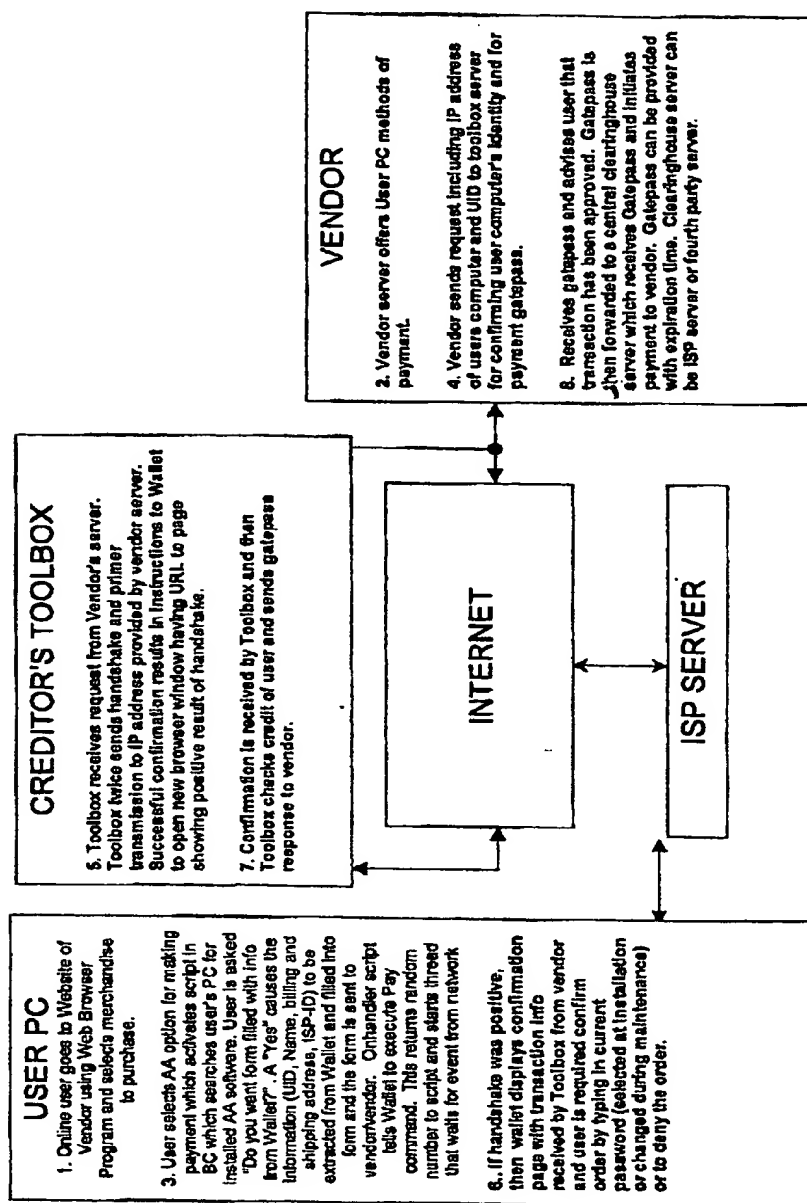 USER PC
1. Online user goes to Website of
Vendor using Web Browser
Program and selects merchandise
to purchase.
3. User selects AA option for making
payment which activates script in
BC which searches user's PC for
installed AA software. User is asked
"Do you want form filled with info
from Wallet?". A "Yes" causes the
information (UID, Name, billing and
shipping address, ISP-ID) to be
extracted from Wallet and filled into
form and the form is sent to
vendor/vendor. Onhandler script
tells Wallet to execute Pay
command. This returns random
number to script and starts thread
that waits for event from network
6. If handshake was positive,
then wallet displays confirmation
page with transaction info
received by Toolbox from vendor
and user is required confirm
order by typing in current
password (selected at installation
or changed during maintenance)
or to deny the order.
CREDITOR'S TOOLBOX
5. Toolbox receives request from Vendor's server.
Toolbox twice sends handshake and primer
transmission to IP address provided by vendor server.
Successful confirmation results in instructions to Wallet
to open new browser window having URL to page
showing positive result of handshake.
7. Confirmation is received by Toolbox and then
Toolbox checks credit of user and sends gatepass
response to vendor.
INTERNET
ISP SERVER
VENDOR
2. Vendor server offers User PC methods of
payment.
4. Vendor sends request including IP address
of users computer and UID to toolbox server
for confirming user computer's identity and for
payment gatepass.
8. Receives gatepass and advises user that
transaction has been approved. Gatepass is
then forwarded to a central clearinghouse
server which receives Gatepass and initiates
payment to vendor. Gatepass can be provided
with expiration time. Clearinghouse server can
be ISP server or fourth party server.